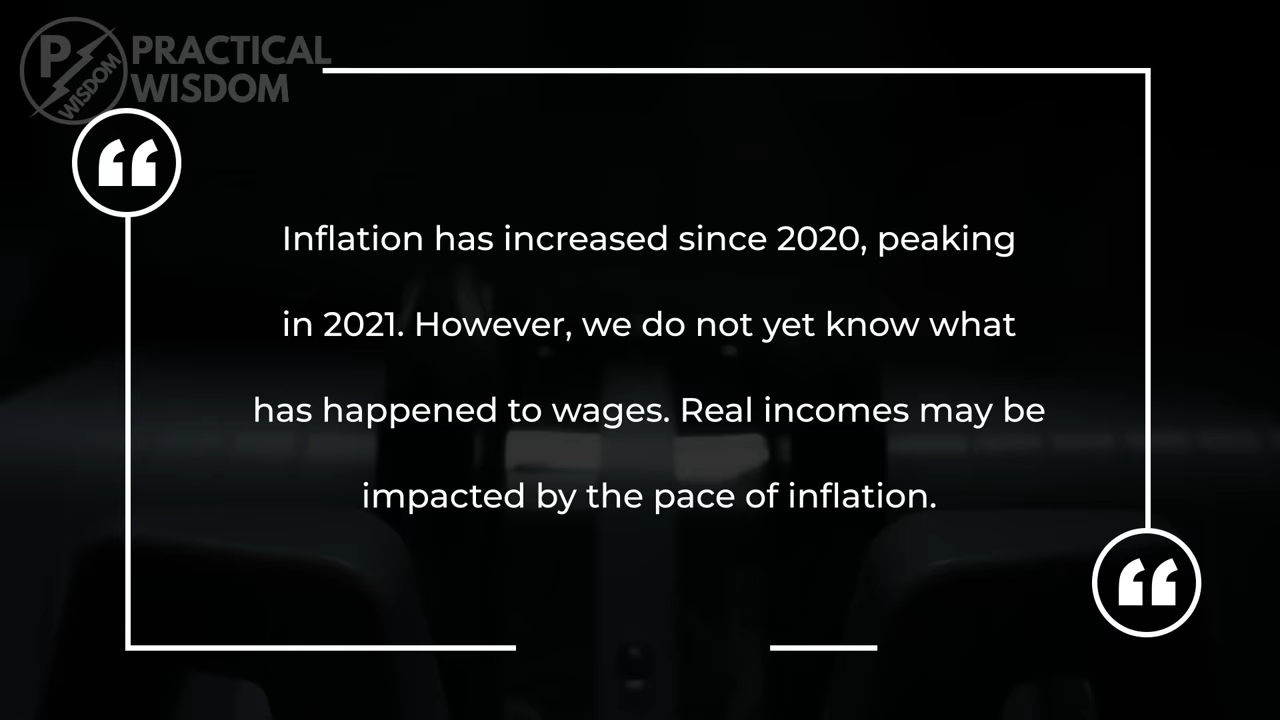 P
WISDOM
PRACTICAL
WISDOM
“
Inflation has increased since 2020, peaking
in 2021. However, we do not yet know what
has happened to wages. Real incomes may be
impacted by the pace of inflation.
“